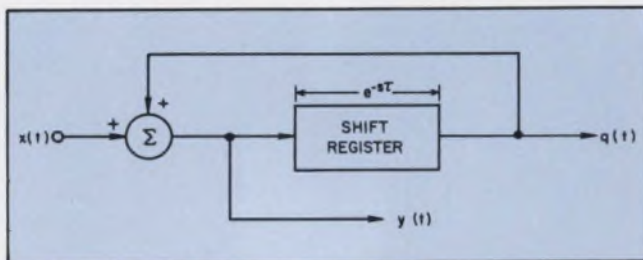 e⁻ˢᵀ
+
+
x(t)
Σ
SHIFT
REGISTER
q(t)
y(t)